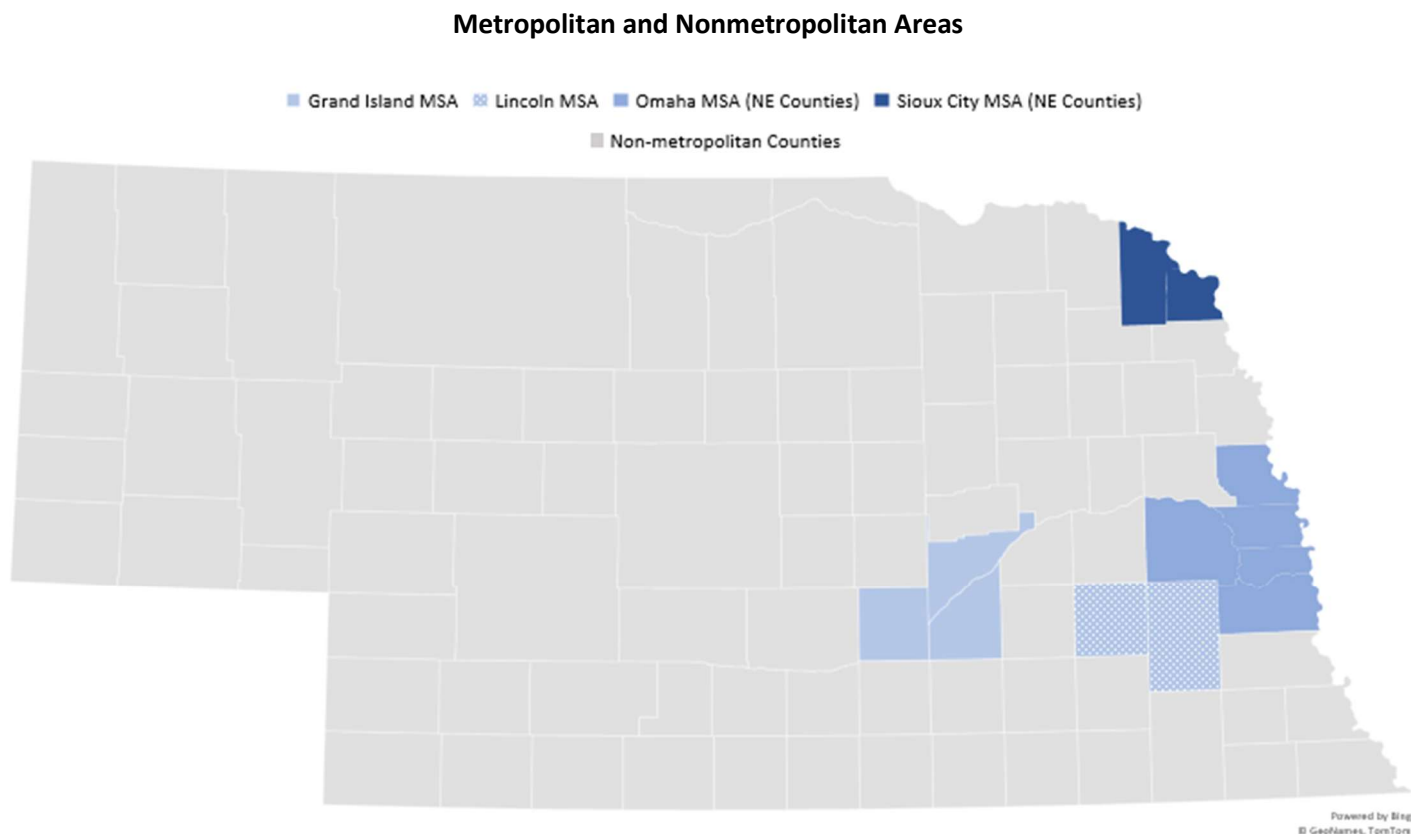 Metropolitan and Nonmetropolitan Areas
Grand Island MSA Lincoln MSA Omaha MSA (NE Counties) Sioux City MSA (NE Counties)
Non-metropolitan Counties
Powered by Bing
© GeoNames, TomTom